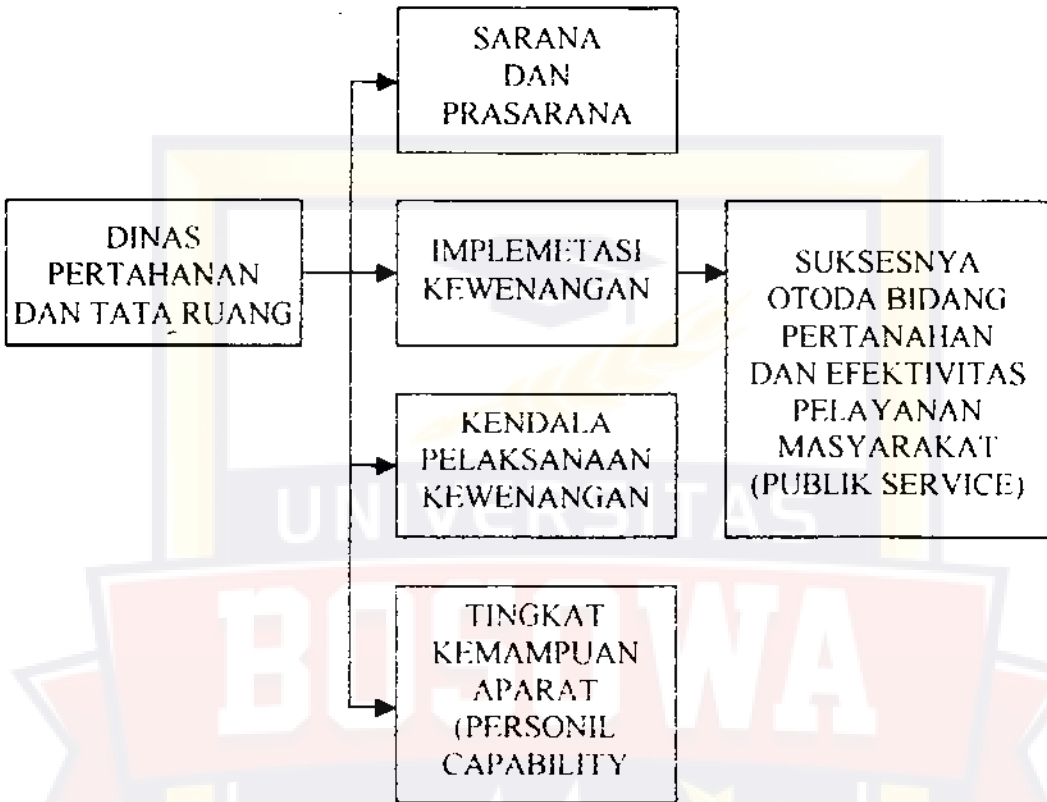 SARANA
DAN
PRASARANA
DINAS
PERTAHANAN
DAN TATA RUANG
IMPLEMETASI
KEWENANGAN
SUKSESNYA
OTODA BIDANG
PERTANAHAN
DAN EFEKTIVITAS
PELAYANAN
MASYARAKAT
(PUBLIK SERVICE)
KENDALA
PELAKSANAAN
KEWENANGAN
TINGKAT
KEMAMPUAN
APARAT
(PERSONIL
CAPABILITY
UNIVERSITAS
BOSOWA